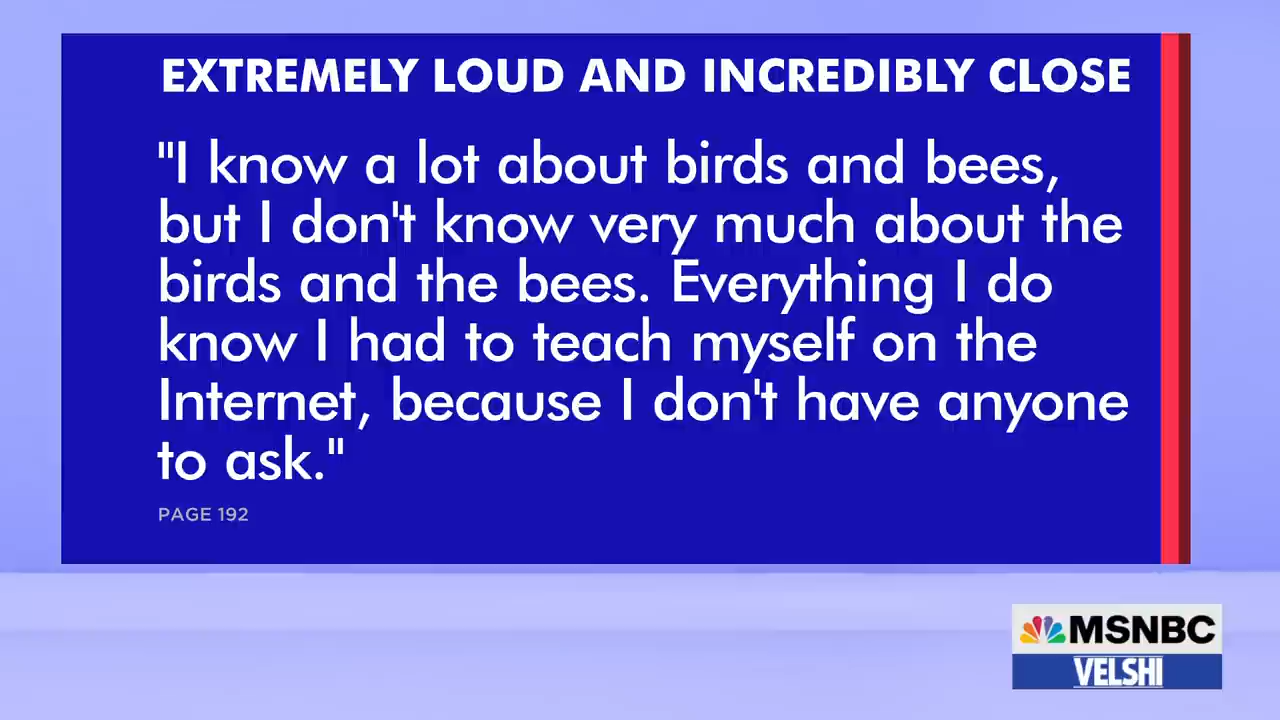 EXTREMELY LOUD AND INCREDIBLY CLOSE
"I know a lot about birds and bees,
but I don't know very much about the
birds and the bees. Everything I do
know I had to teach myself on the
Internet, because I don't have anyone
to ask."
PAGE 192
MSNBC
VELSHI